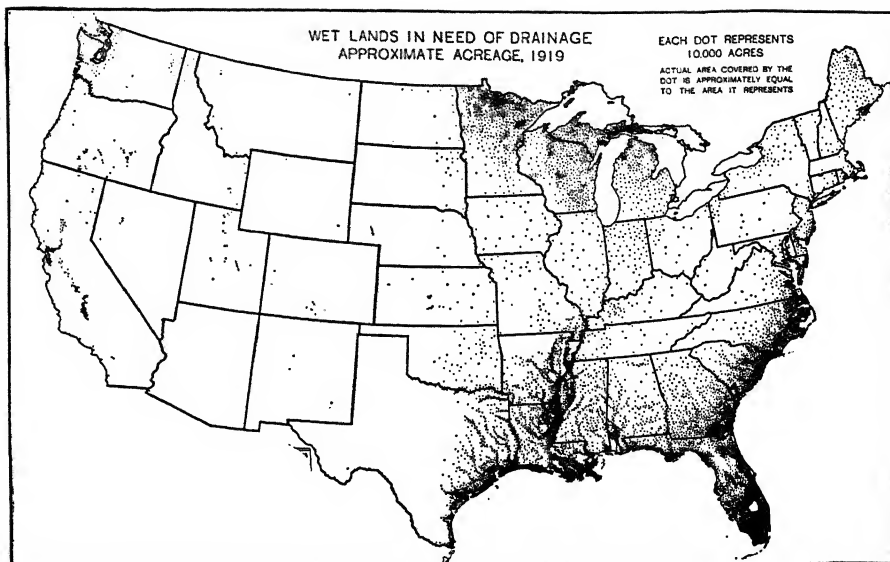 WET LANDS IN NEED OF DRAINAGE
APPROXIMATE ACREAGE, 1919
EACH DOT REPRESENTS
10,000 ACRES
ACTUAL AREA COVERED BY THE
DOT IS APPROXIMATELY EQUAL
TO THE AREA IT REPRESENTS